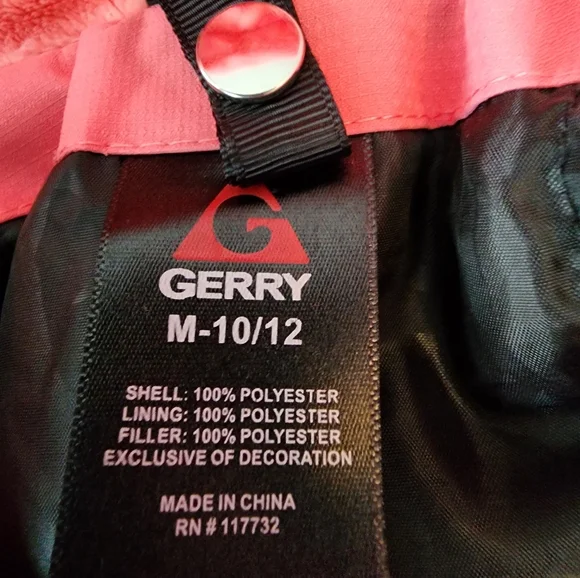 G
GERRY
M-10/12
SHELL: 100% POLYESTER
LINING: 100% POLYESTER
FILLER: 100% POLYESTER
EXCLUSIVE OF DECORATION
MADE IN CHINA
RN # 117732